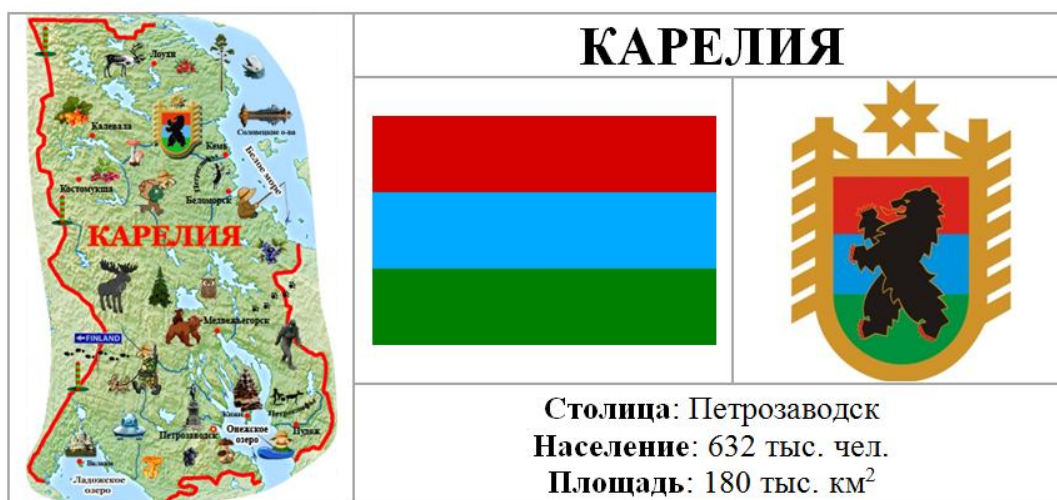 КАРЕЛИЯ
Столица: Петрозаводск
Население: 632 тыс. чел.
Площадь: 180 тыс. км²
Лоухи
Соловецкие о-ва
Калевала
Кемь
Белое море
Костомукша
Беломорск
КАРЕЛИЯ
Медвежьегорск
FINLAND
Кижи
Петроглифы
Петрозаводск
Онежское
озеро
Пудож
Валаам
Ладожское
озеро